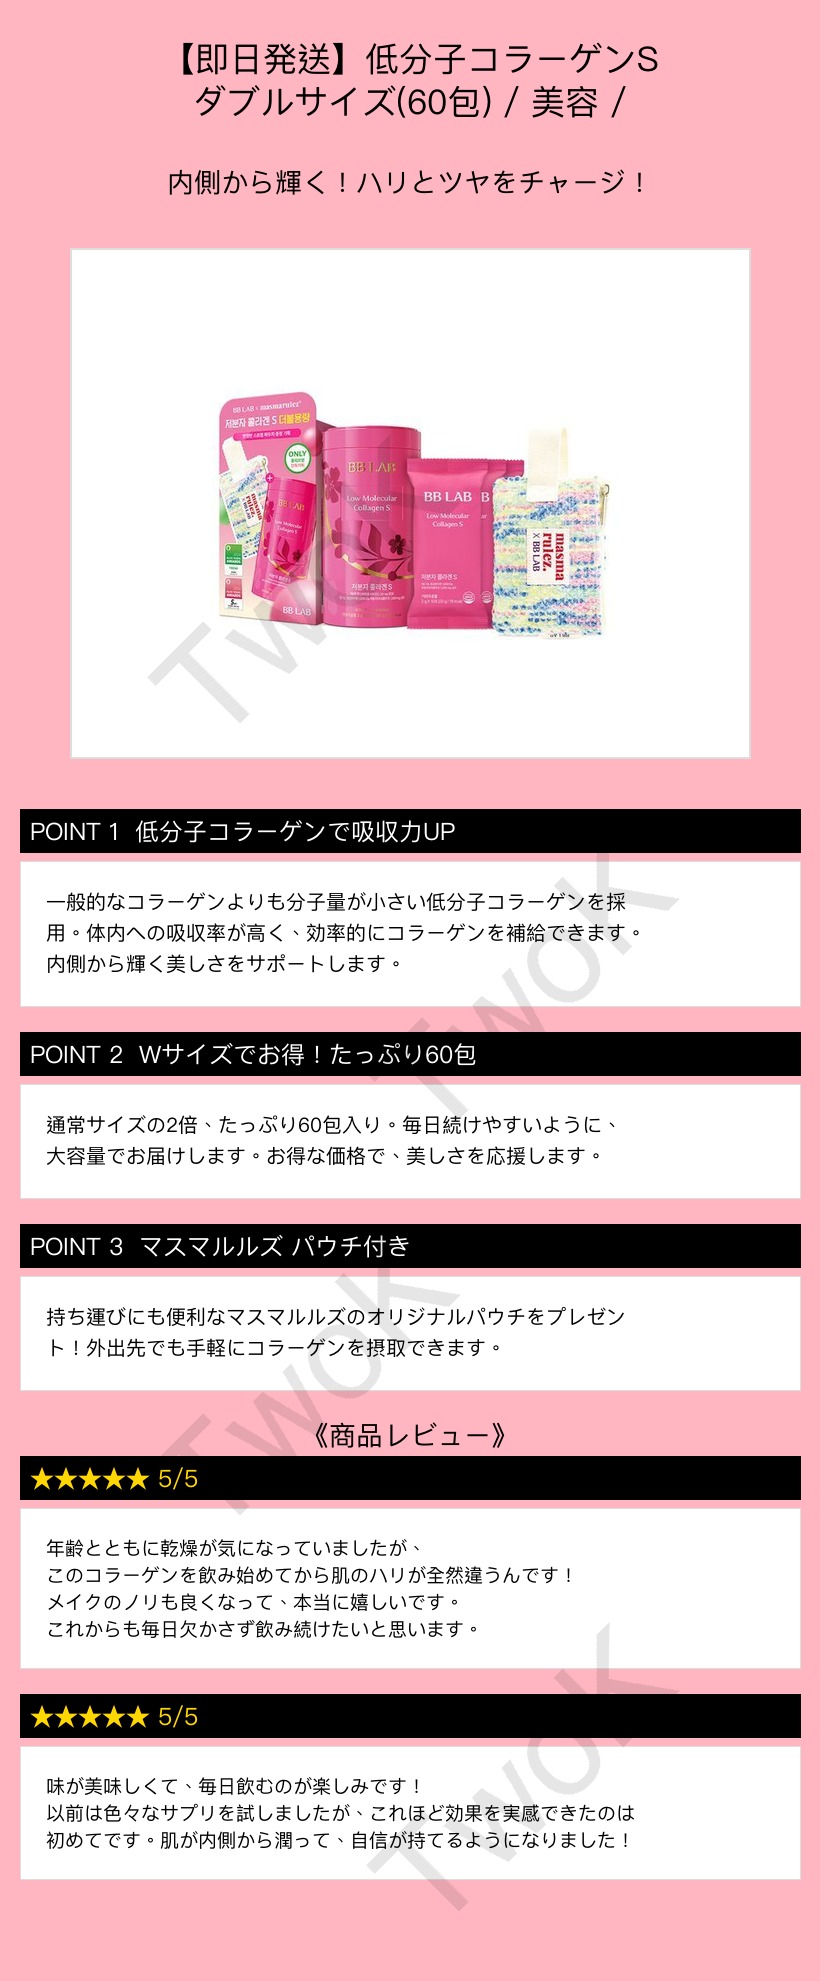 【即日発送】低分子コラーゲンS
ダブルサイズ(60包) / 美容 /
内側から輝く！ハリとツヤをチャージ！
BB LAB × masmarulez
저분자 콜라겐 S 더블용량
ONLY
BB LAB
Low Molecular
Collagen S
BB LAB
BB LAB
Low Molecular
Collagen S
저분자 콜라겐 S
BB LAB
Low Molecular
Collagen S
저분자 콜라겐 S
masma
rulez.
X BB LAB
POINT 1 低分子コラーゲンで吸収力UP
一般的なコラーゲンよりも分子量が小さい低分子コラーゲンを採
用。体内への吸収率が高く、効率的にコラーゲンを補給できます。
内側から輝く美しさをサポートします。
POINT 2 Wサイズでお得！たっぷり60包
通常サイズの2倍、たっぷり60包入り。毎日続けやすいように、
大容量でお届けします。お得な価格で、美しさを応援します。
POINT 3 マスマルルズ パウチ付き
持ち運びにも便利なマスマルルズのオリジナルパウチをプレゼン
ト！外出先でも手軽にコラーゲンを摂取できます。
《商品レビュー》
★★★★★ 5/5
年齢とともに乾燥が気になっていましたが、
このコラーゲンを飲み始めてから肌のハリが全然違うんです！
メイクのノリも良くなって、本当に嬉しいです。
これからも毎日欠かさず飲み続けたいと思います。
★★★★★ 5/5
味が美味しくて、毎日飲むのが楽しみです！
以前は色々なサプリを試しましたが、これほど効果を実感できたのは
初めてです。肌が内側から潤って、自信が持てるようになりました！
TwoK
TwoK
TwoK
TwoK